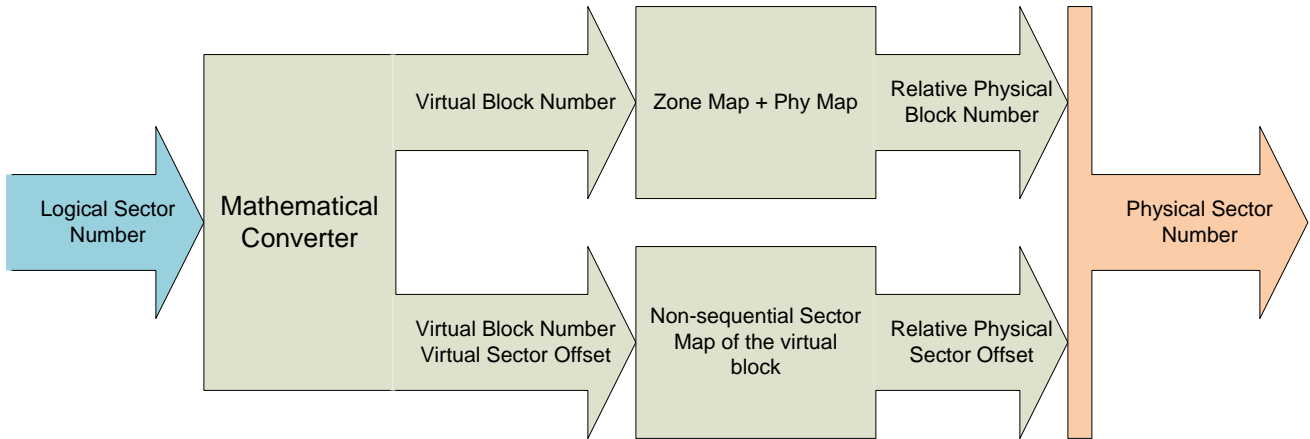 Logical Sector
Number
Mathematical
Converter
Virtual Block Number
Zone Map + Phy Map
Relative Physical
Block Number
Virtual Block Number
Virtual Sector Offset
Non-sequential Sector
Map of the virtual
block
Relative Physical
Sector Offset
Physical Sector
Number